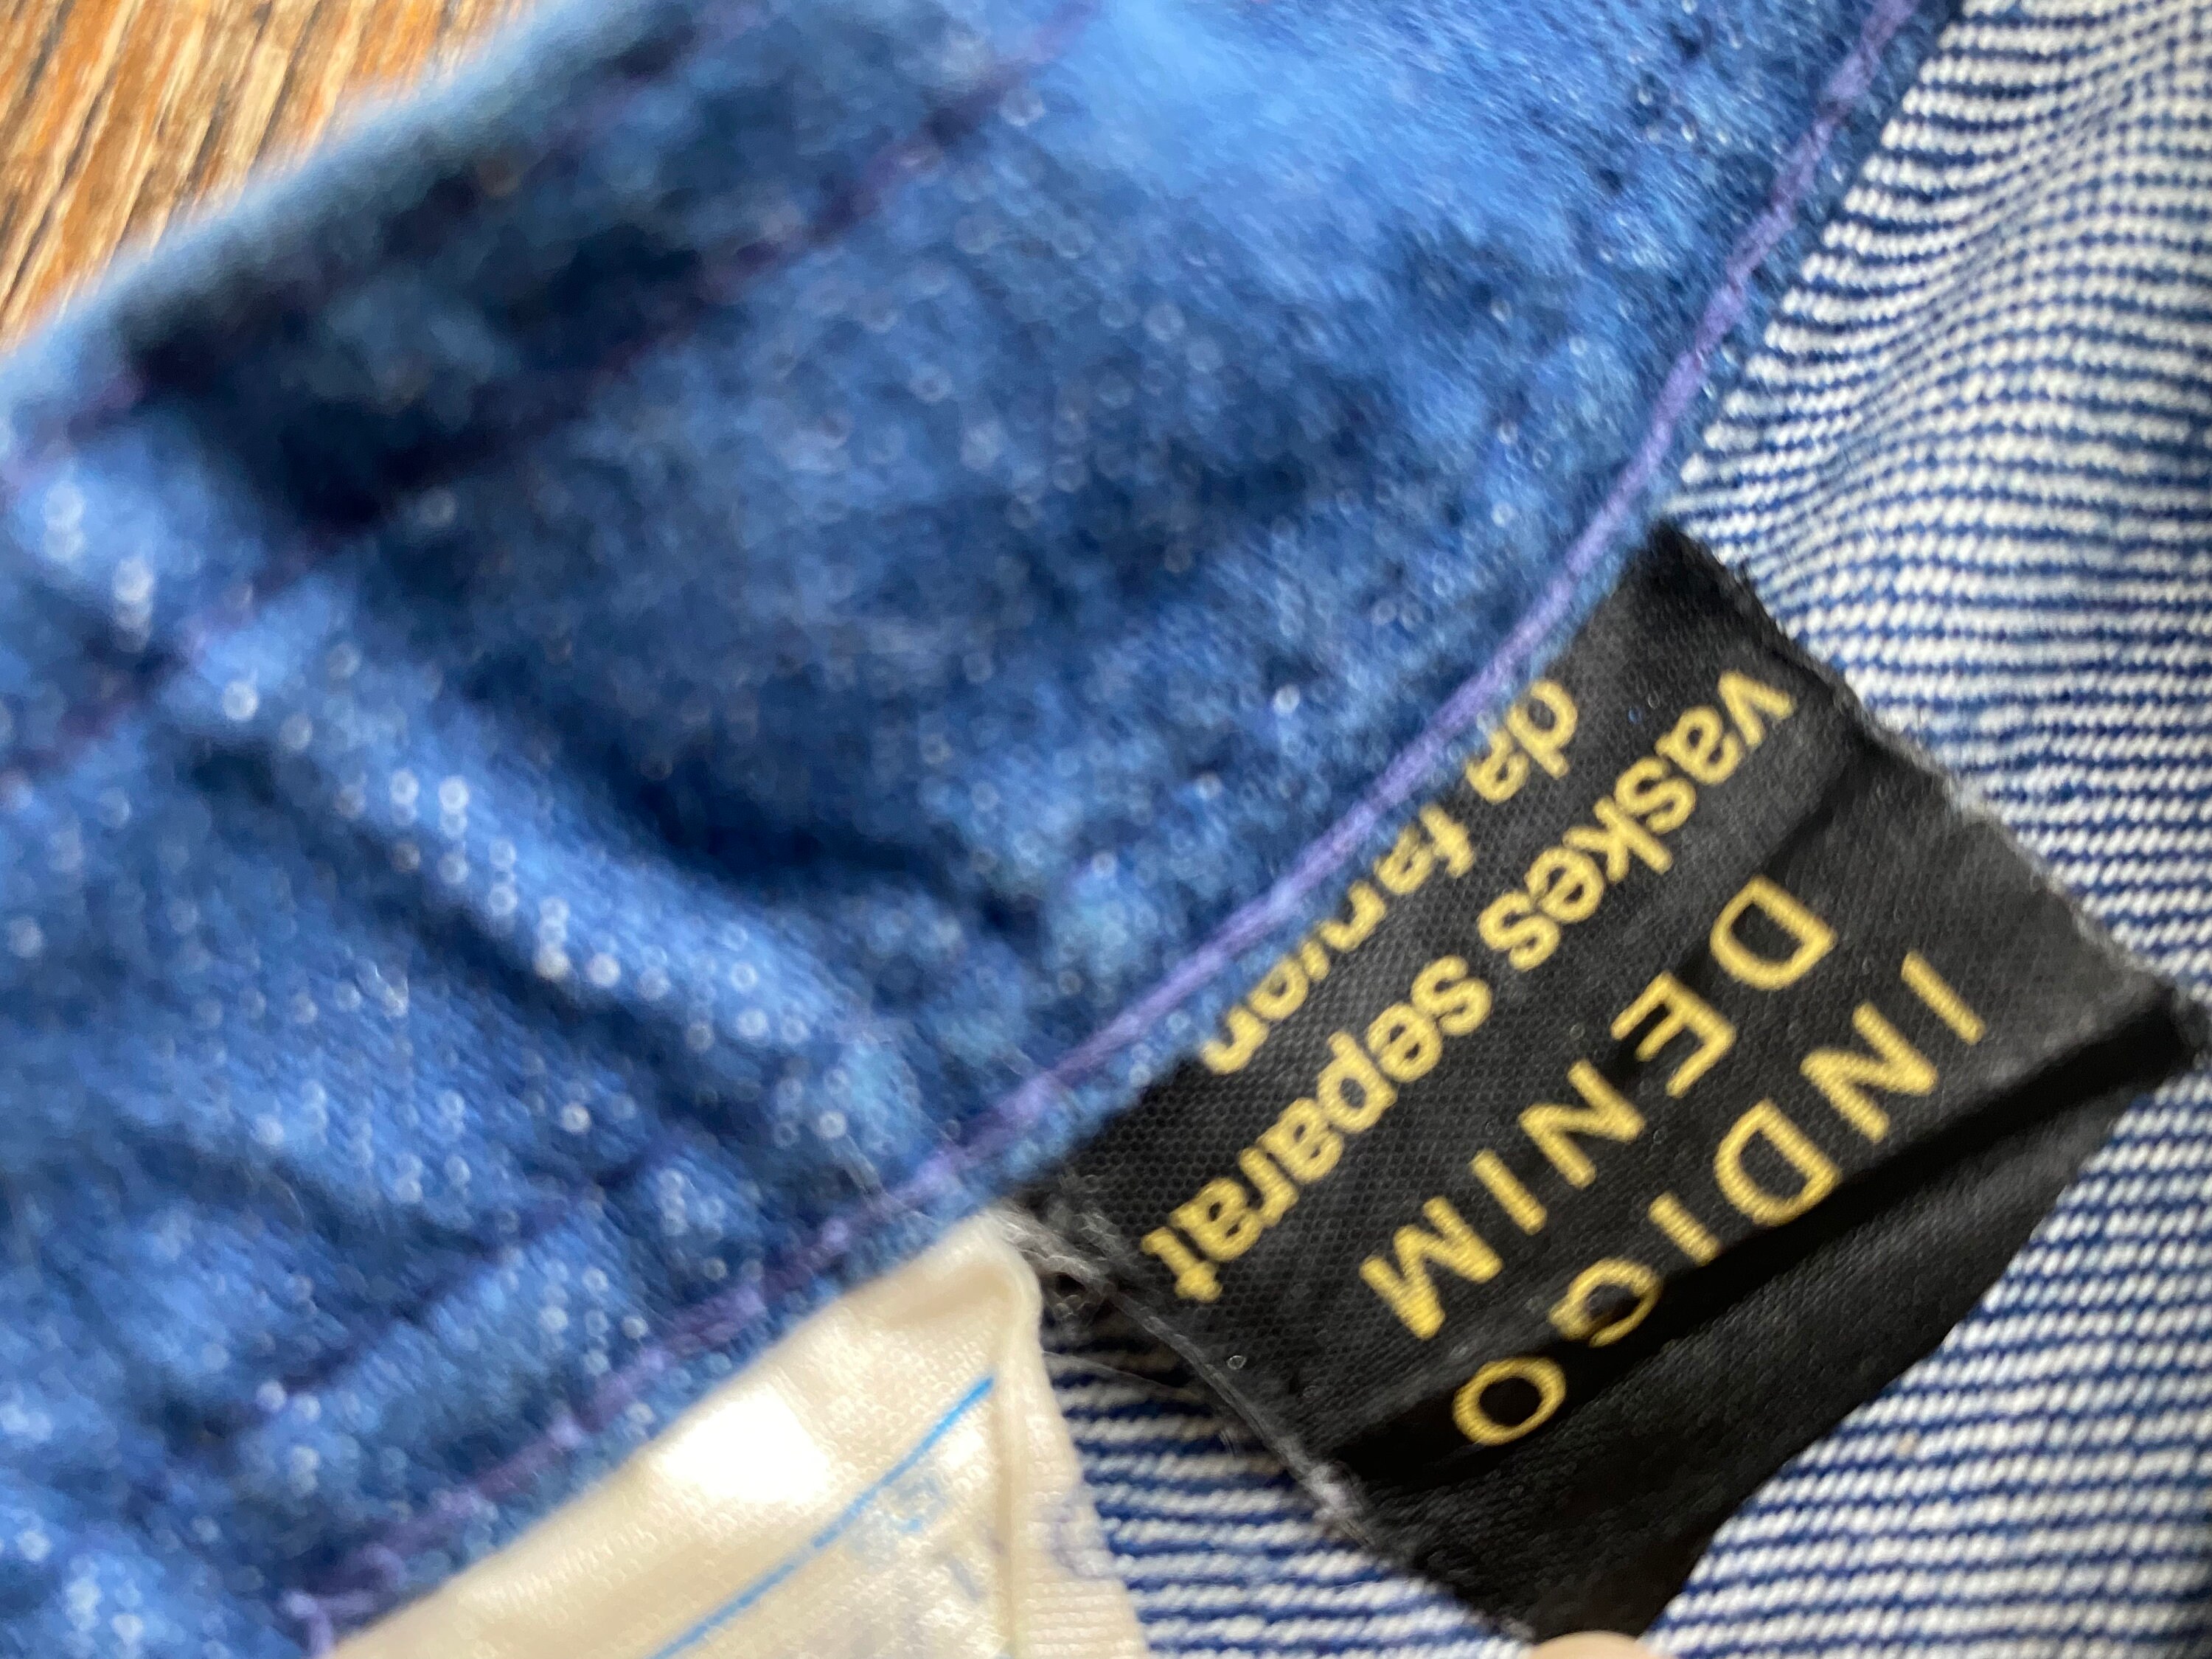 INDIGO
DENIM
vaskes separat
da farven